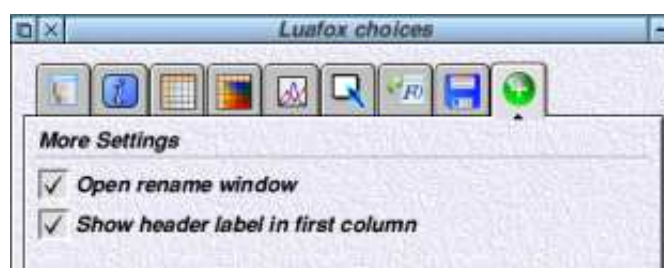 Luafox choices
i
F()
More Settings
Open rename window
Show header label in first column